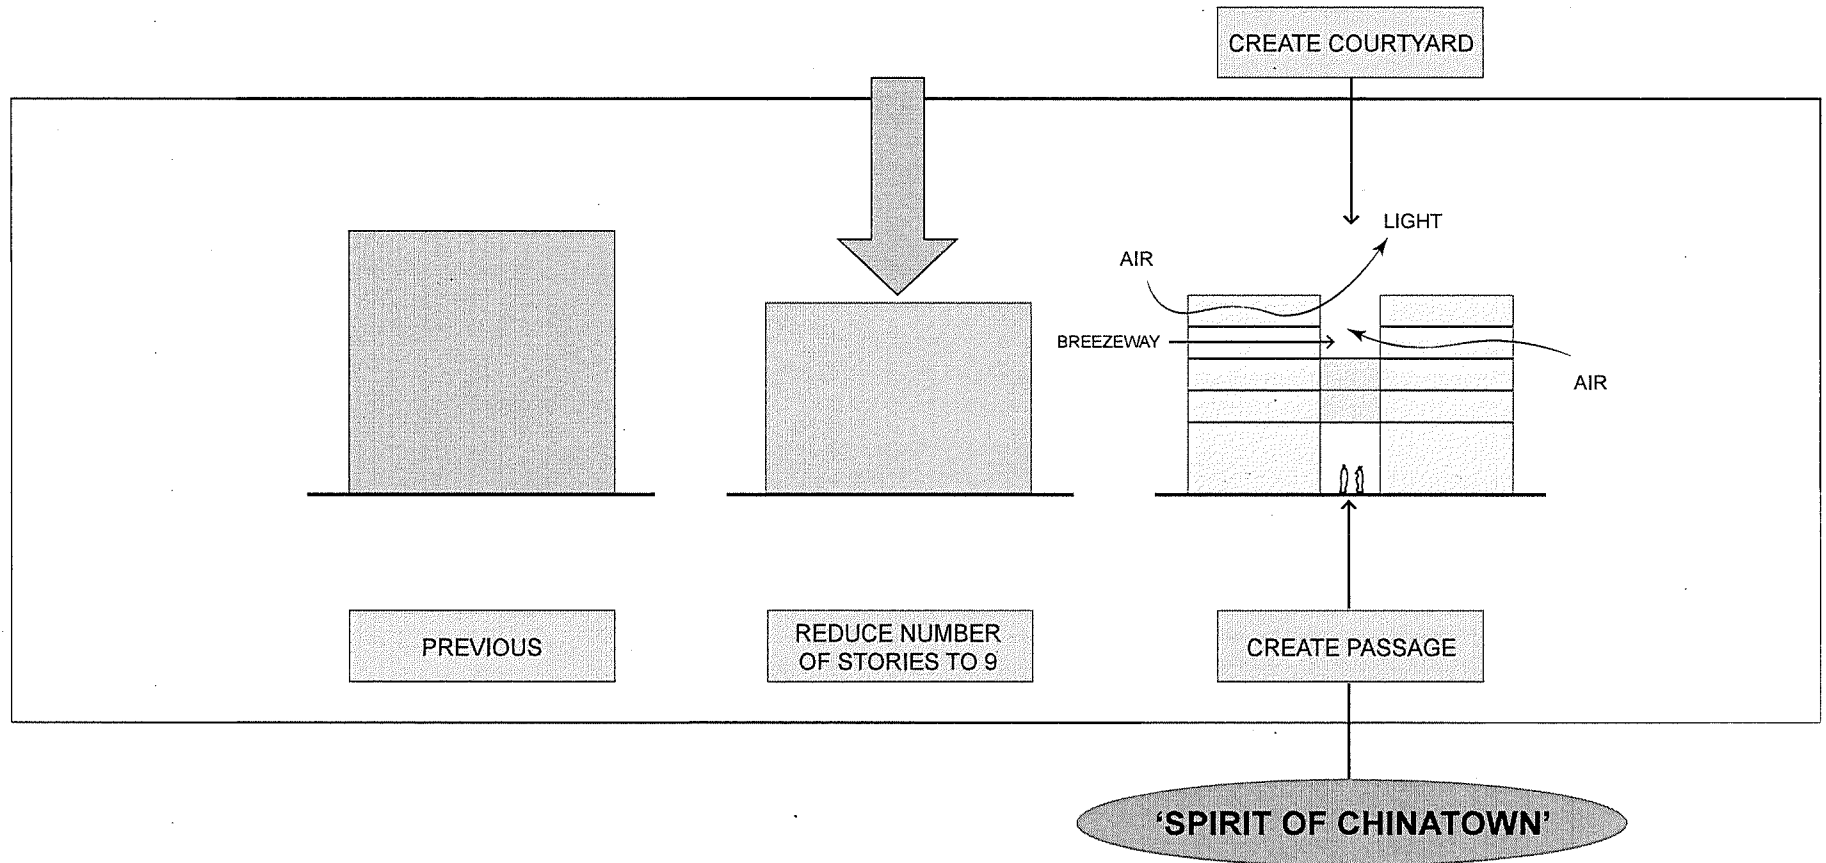 CREATE COURTYARD
LIGHT
AIR
BREEZEWAY
AIR
PREVIOUS
REDUCE NUMBER
OF STORIES TO 9
CREATE PASSAGE
‘SPIRIT OF CHINATOWN’